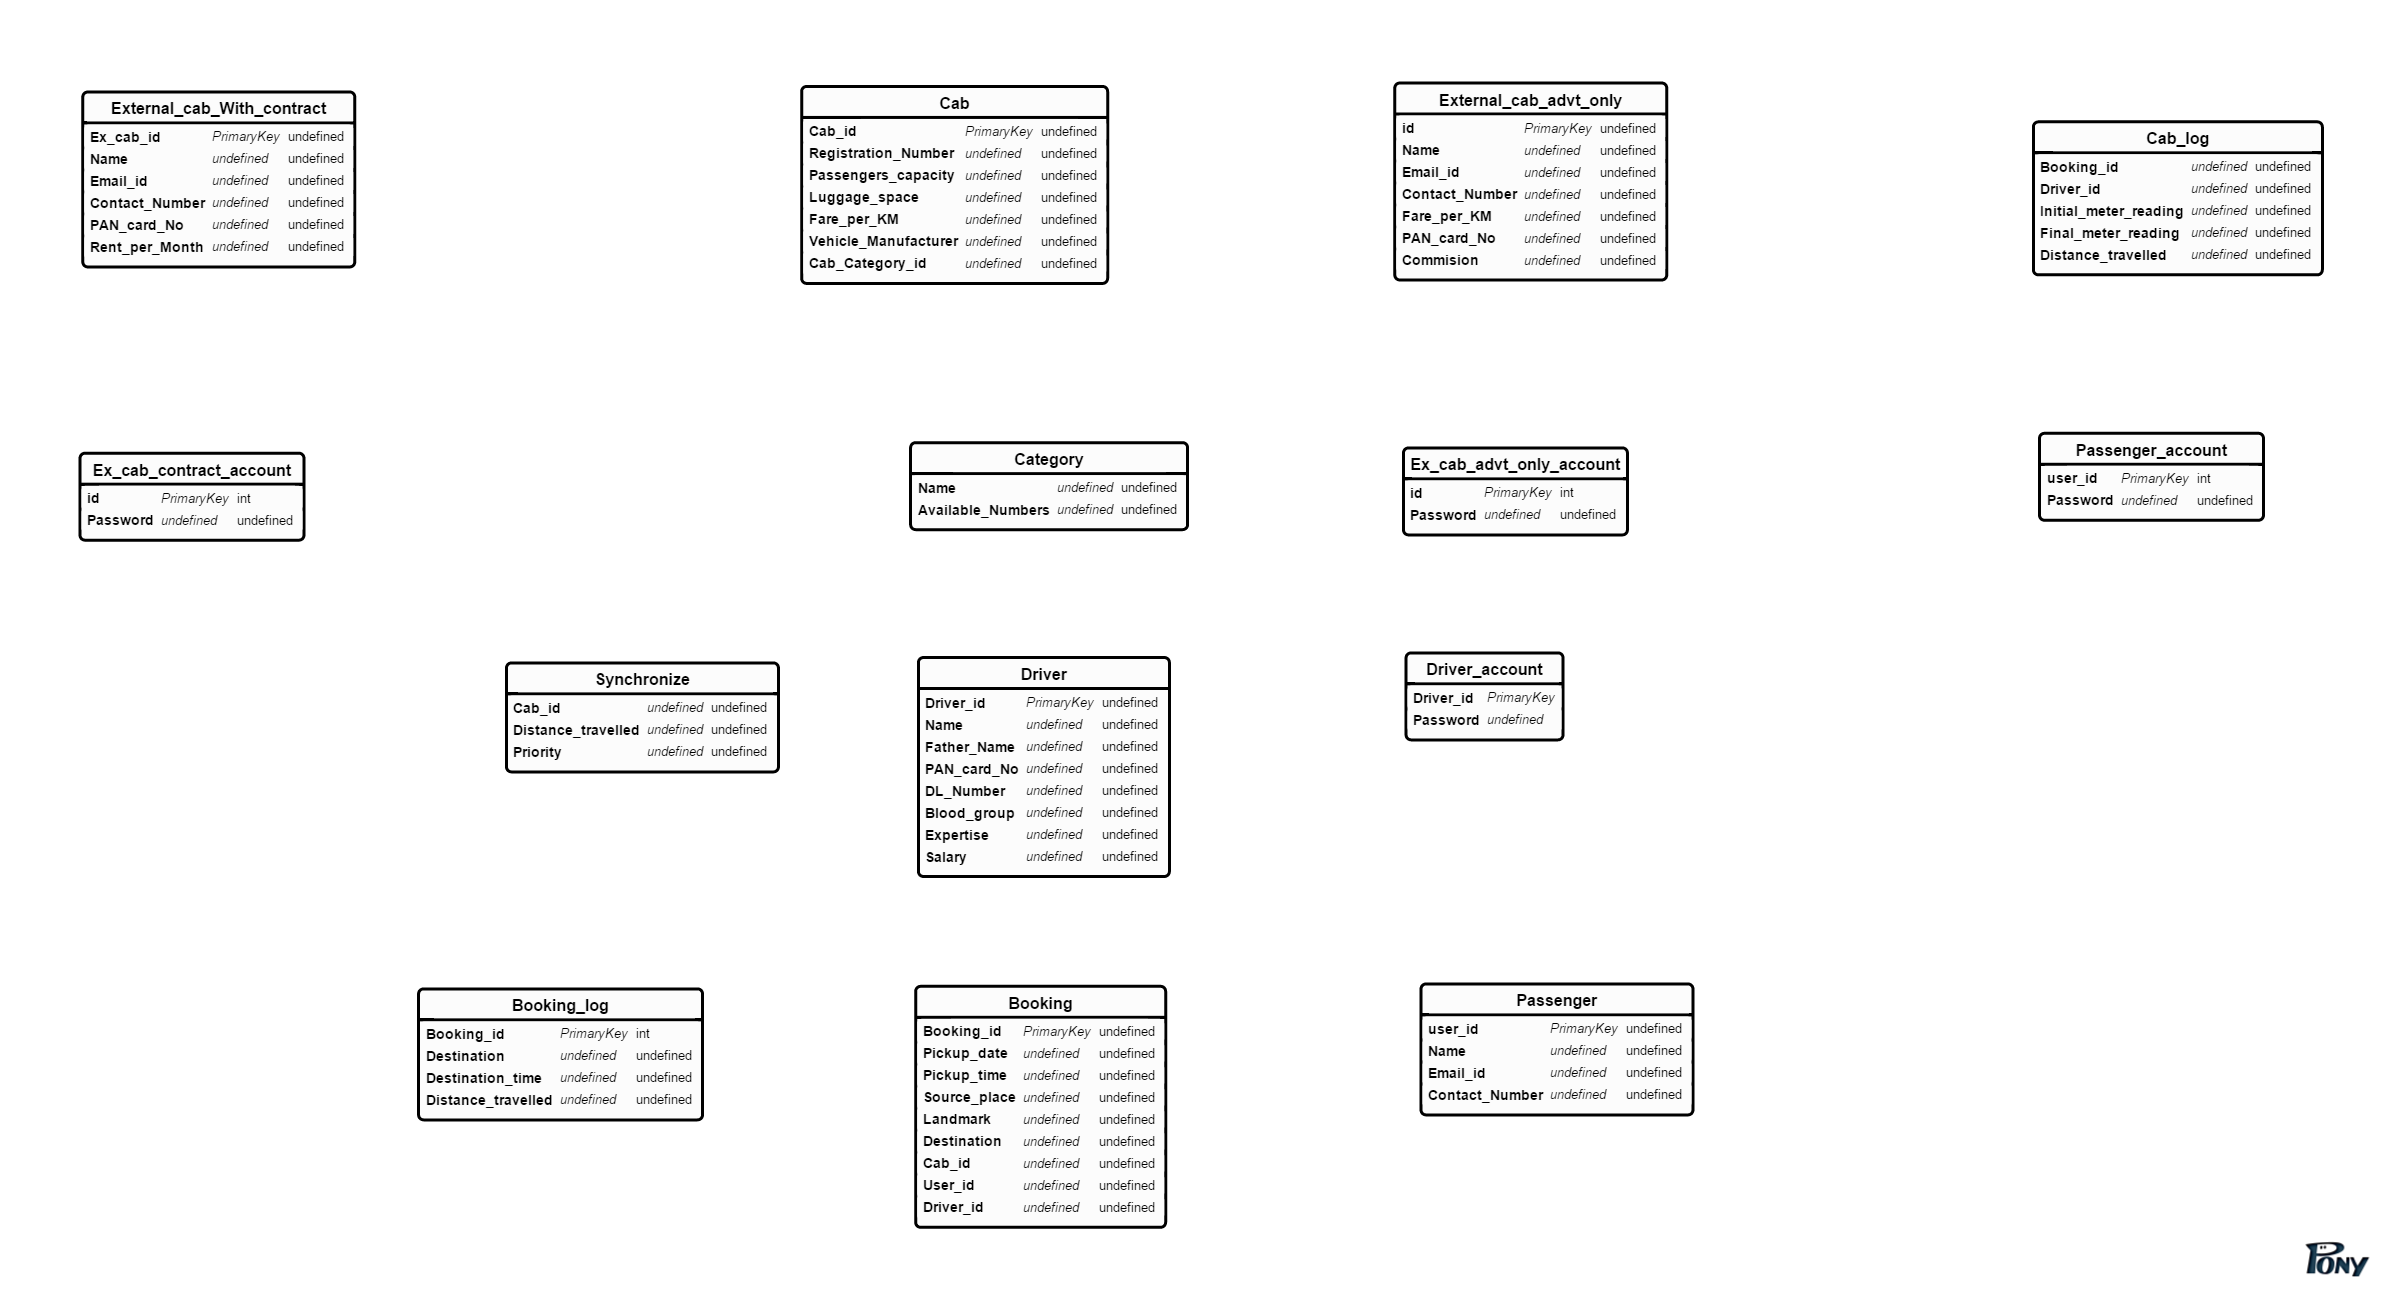 External_cab_With_contract
Ex_cab_id PrimaryKey undefined
Name undefined undefined
Email_id undefined undefined
Contact_Number undefined undefined
PAN_card_No undefined undefined
Rent_per_Month undefined undefined
Cab
Cab_id PrimaryKey undefined
Registration_Number undefined undefined
Passengers_capacity undefined undefined
Luggage_space undefined undefined
Fare_per_KM undefined undefined
Vehicle_Manufacturer undefined undefined
Cab_Category_id undefined undefined
External_cab_advt_only
id PrimaryKey undefined
Name undefined undefined
Email_id undefined undefined
Contact_Number undefined undefined
Fare_per_KM undefined undefined
PAN_card_No undefined undefined
Commision undefined undefined
Cab_log
Booking_id undefined undefined
Driver_id undefined undefined
Initial_meter_reading undefined undefined
Final_meter_reading undefined undefined
Distance_travelled undefined undefined
Ex_cab_contract_account
id PrimaryKey int
Password undefined undefined
Category
Name undefined undefined
Available_Numbers undefined undefined
Ex_cab_advt_only_account
id PrimaryKey int
Password undefined undefined
Passenger_account
user_id PrimaryKey int
Password undefined undefined
Synchronize
Cab_id undefined undefined
Distance_travelled undefined undefined
Priority undefined undefined
Driver
Driver_id PrimaryKey undefined
Name undefined undefined
Father_Name undefined undefined
PAN_card_No undefined undefined
DL_Number undefined undefined
Blood_group undefined undefined
Expertise undefined undefined
Salary undefined undefined
Driver_account
Driver_id PrimaryKey
Password undefined
Booking_log
Booking_id PrimaryKey int
Destination undefined undefined
Destination_time undefined undefined
Distance_travelled undefined undefined
Booking
Booking_id PrimaryKey undefined
Pickup_date undefined undefined
Pickup_time undefined undefined
Source_place undefined undefined
Landmark undefined undefined
Destination undefined undefined
Cab_id undefined undefined
User_id undefined undefined
Driver_id undefined undefined
Passenger
user_id PrimaryKey undefined
Name undefined undefined
Email_id undefined undefined
Contact_Number undefined undefined
PONY